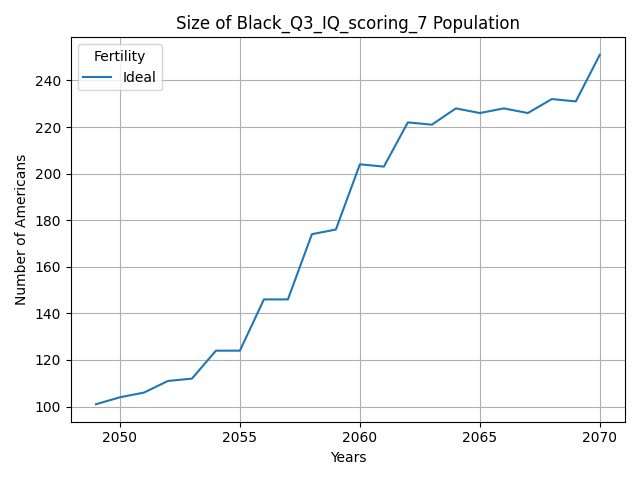 Size of Black_Q3_IQ_scoring_7 Population
Fertility
Ideal
Number of Americans
240
220
200
180
160
140
120
100
2050 2055 2060 2065 2070
Years